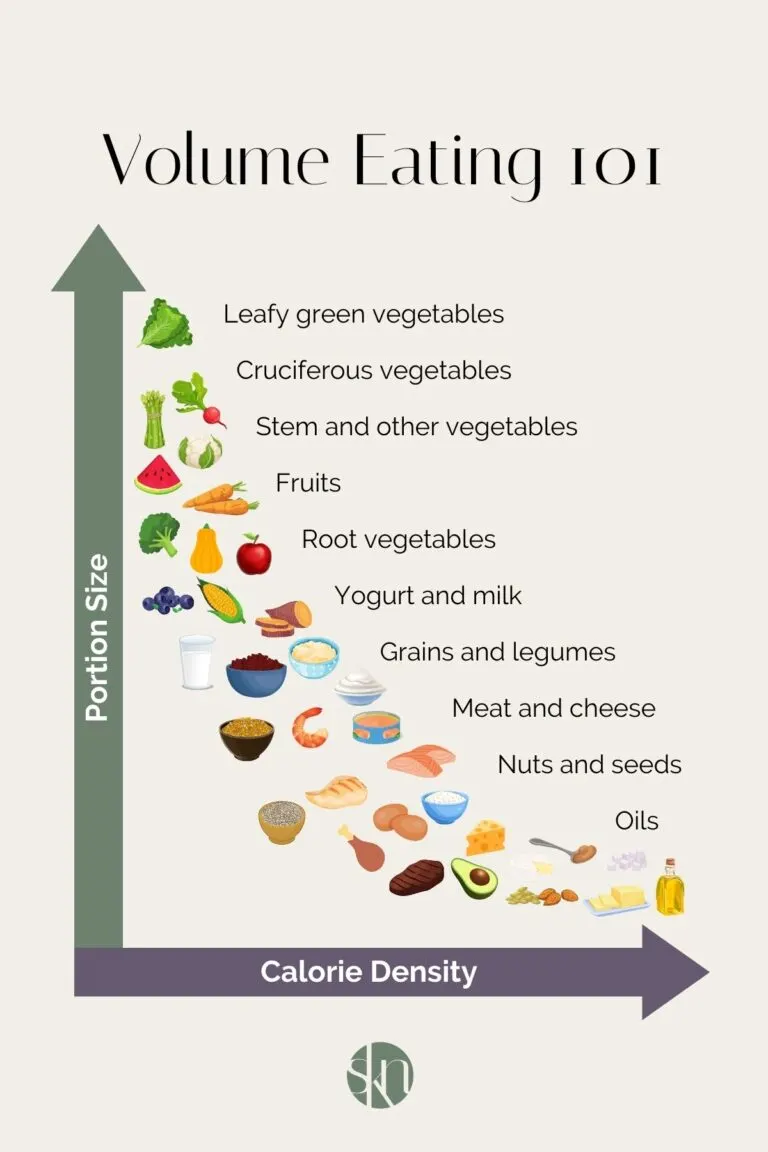 Volume Eating 101
Leafy green vegetables
Cruciferous vegetables
Stem and other vegetables
Fruits
Root vegetables
Yogurt and milk
Grains and legumes
Meat and cheese
Nuts and seeds
Oils
Portion Size
Calorie Density
skn